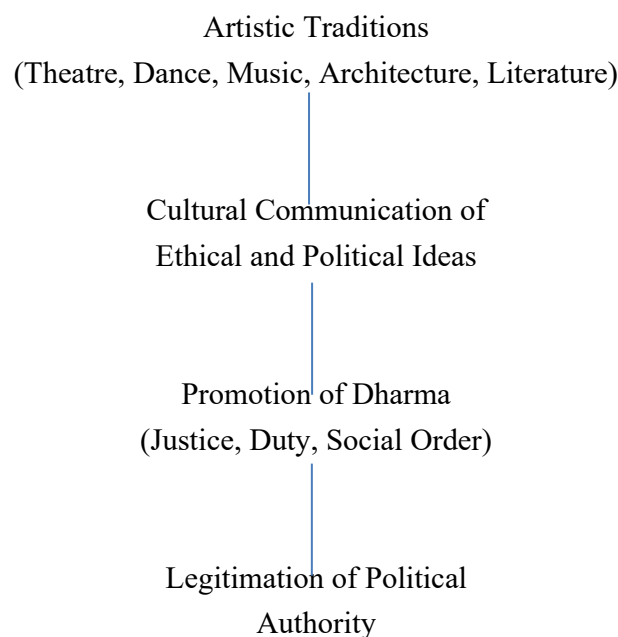 Artistic Traditions
(Theatre, Dance, Music, Architecture, Literature)
Cultural Communication of
Ethical and Political Ideas
Promotion of Dharma
(Justice, Duty, Social Order)
Legitimation of Political
Authority